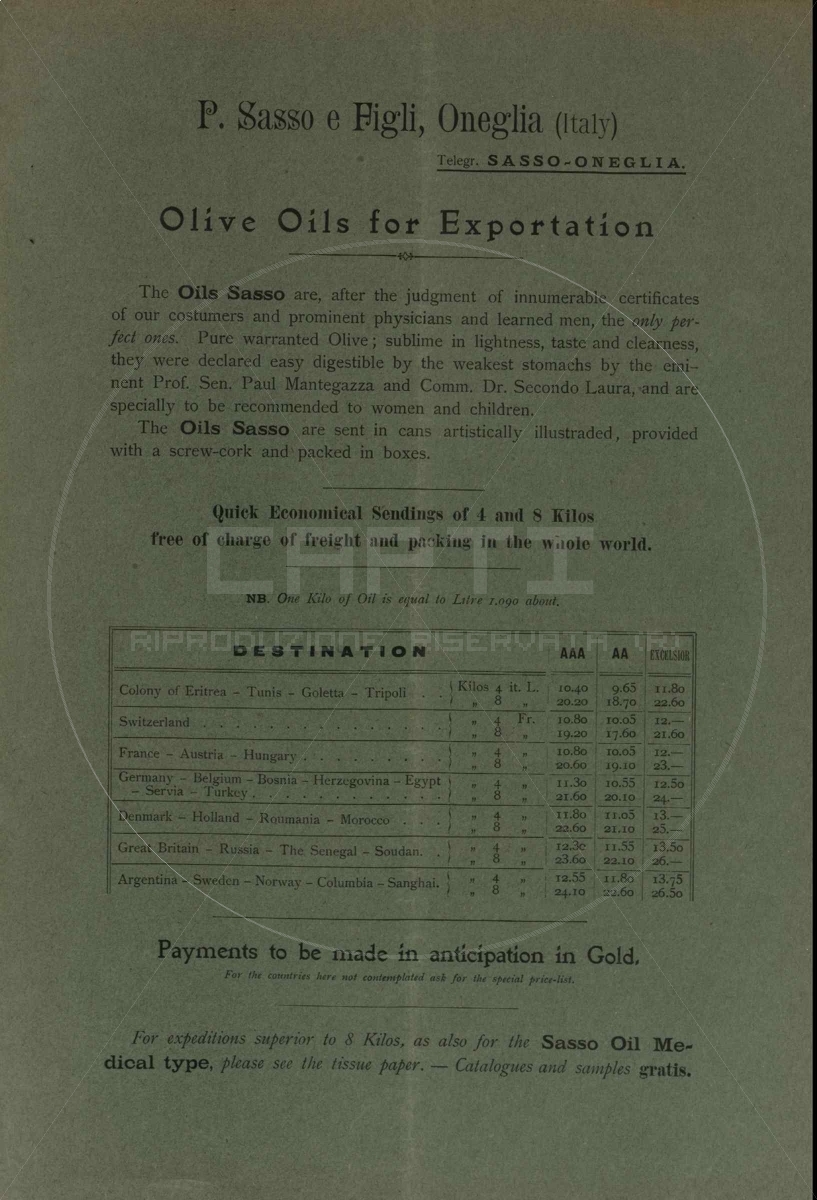 P. Sasso e Figli, Oneglia (Italy)
Telegr. SASSO-ONEGLIA.
Olive Oils for Exportation
The Oils Sasso are, after the judgment of innumerable certificates
of our costumers and prominent physicians and learned men, the only per-
fect ones. Pure warranted Olive; sublime in lightness, taste and clearness,
they were declared easy digestible by the weakest stomachs by the emi-
nent Prof. Sen. Paul Mantegazza and Comm. Dr. Secondo Laura, and are
specially to be recommended to women and children.
The Oils Sasso are sent in cans artistically illustraded, provided
with a screw-cork and packed in boxes.
Quick Economical Sendings of 4 and 8 Kilos
free of charge of freight and packing in the whole world.
CARTI
NB. One Kilo of Oil is equal to Litre 1.090 about.
RIPRODUZIONE RISERVATA (R)
DESTINATION AAA AA EXCELSIOR
Colony of Eritrea - Tunis - Goletta - Tripoli . . Kilos 4 it. L. 10.40 9.65 11.80
„ 8 „ 20.20 18.70 22.60
Switzerland . . . . . . . . . . . „ 4 Fr. 10.80 10.05 12.—
„ 8 „ 19.20 17.60 21.60
France - Austria - Hungary . . . . . . . . „ 4 „ 10.80 10.05 12.—
„ 8 „ 20.60 19.10 23.—
Germany - Belgium - Bosnia - Herzegovina - Egypt „ 4 „ 11.30 10.55 12.50
- Servia - Turkey . . . . . . . . . . „ 8 „ 21.60 20.10 24.—
Denmark - Holland - Roumania - Morocco . . . „ 4 „ 11.80 11.05 13.—
„ 8 „ 22.60 21.10 25.—
Great Britain - Russia - The Senegal - Soudan. . „ 4 „ 12.30 11.55 13.50
„ 8 „ 23.60 22.10 26.—
Argentina - Sweden - Norway - Columbia - Sanghai. „ 4 „ 12.55 11.80 13.75
„ 8 „ 24.10 22.60 26.50
Payments to be made in anticipation in Gold.
For the countries here not contemplated ask for the special price-list.
For expeditions superior to 8 Kilos, as also for the Sasso Oil Me-
dical type, please see the tissue paper. — Catalogues and samples gratis.